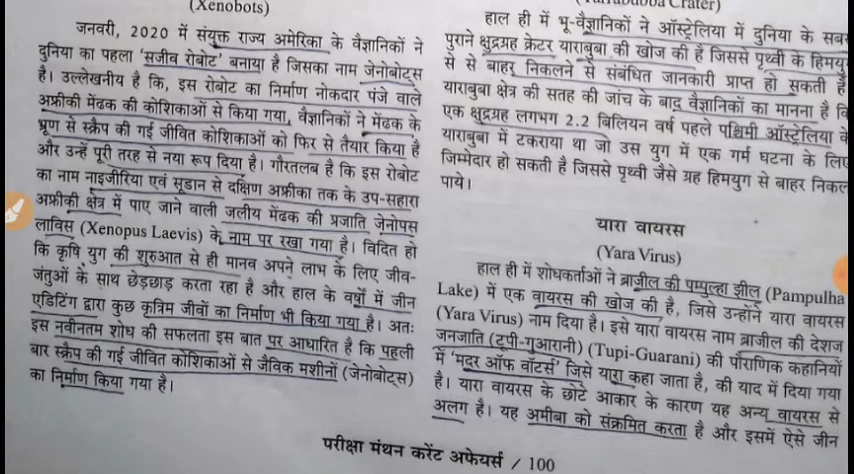 (Xenobots)
जनवरी, 2020 में संयुक्त राज्य अमेरिका के वैज्ञानिकों ने
दुनिया का पहला 'सजीव रोबोट' बनाया है जिसका नाम जेनोबोट्स
है। उल्लेखनीय है कि, इस रोबोट का निर्माण नोकदार पंजे वाले
अफ्रीकी मेंढक की कोशिकाओं से किया गया, वैज्ञानिकों ने मेंढक के
भ्रूण से स्क्रैप की गई जीवित कोशिकाओं को फिर से तैयार किया है
और उन्हें पूरी तरह से नया रूप दिया है। गौरतलब है कि इस रोबोट
का नाम नाइजीरिया एवं सूडान से दक्षिण अफ्रीका तक के उप-सहारा
अफ्रीकी क्षेत्र में पाए जाने वाली जलीय मेंढक की प्रजाति जेनोपस
लाविस (Xenopus Laevis) के नाम पर रखा गया है। विदित हो
कि कृषि युग की शुरुआत से ही मानव अपने लाभ के लिए जीव-
जंतुओं के साथ छेड़छाड़ करता रहा है और हाल के वर्षों में जीन
एडिटिंग द्वारा कुछ कृत्रिम जीवों का निर्माण भी किया गया है। अतः
इस नवीनतम शोध की सफलता इस बात पर आधारित है कि पहली
बार स्क्रैप की गई जीवित कोशिकाओं से जैविक मशीनों (जेनोबोट्स)
का निर्माण किया गया है।
Crater)
हाल ही में भू-वैज्ञानिकों ने ऑस्ट्रेलिया में दुनिया के
पुराने क्षुद्रग्रह क्रेटर याराबुबा की खोज की है जिससे पृथ्वी के
से से बाहर निकलने से संबंधित जानकारी प्राप्त हो सकती है
याराबुबा क्षेत्र की सतह की जांच के बाद वैज्ञानिकों का मानना है
एक क्षुद्रग्रह लगभग 2.2 बिलियन वर्ष पहले पश्चिमी ऑस्ट्रेलिया के
याराबुबा में टकराया था जो उस युग में एक गर्म घटना के लिए
जिम्मेदार हो सकती है जिससे पृथ्वी जैसे ग्रह हिमयुग से बाहर निकल
पाये।
यारा वायरस
(Yara Virus)
हाल ही में शोधकर्ताओं ने ब्राजील की पम्पुल्हा झील (Pampulha
Lake) में एक वायरस की खोज की है, जिसे उन्होंने यारा वायरस
(Yara Virus) नाम दिया है। इसे यारा वायरस नाम ब्राजील की देशज
जनजाति (टूपी-गुआरानी) (Tupi-Guarani) की पौराणिक कहानियों
में 'मदर ऑफ वॉटर्स' जिसे यारा कहा जाता है, की याद में दिया गया
है। यारा वायरस के छोटे आकार के कारण यह अन्य वायरस से
अलग है। यह अमीबा को संक्रमित करता है और इसमें ऐसे जीन
परीक्षा मंथन करेंट अफेयर्स / 100